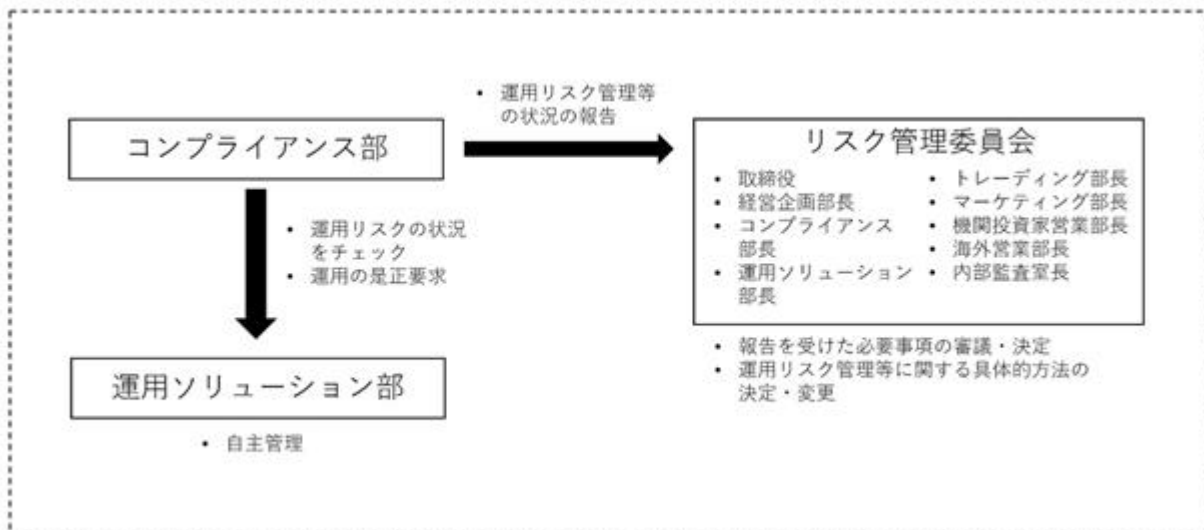 コンプライアンス部
• 運用リスク管理等
の状況の報告
• 運用リスクの状況
をチェック
• 運用の是正要求
運用ソリューション部
• 自主管理
リスク管理委員会
• 取締役
• 経営企画部長
• コンプライアンス
部長
• 運用ソリューション
部長
• トレーディング部長
• マーケティング部長
• 機関投資家営業部長
• 海外営業部長
• 内部監査室長
• 報告を受けた必要事項の審議・決定
• 運用リスク管理等に関する具体的方法の
決定・変更